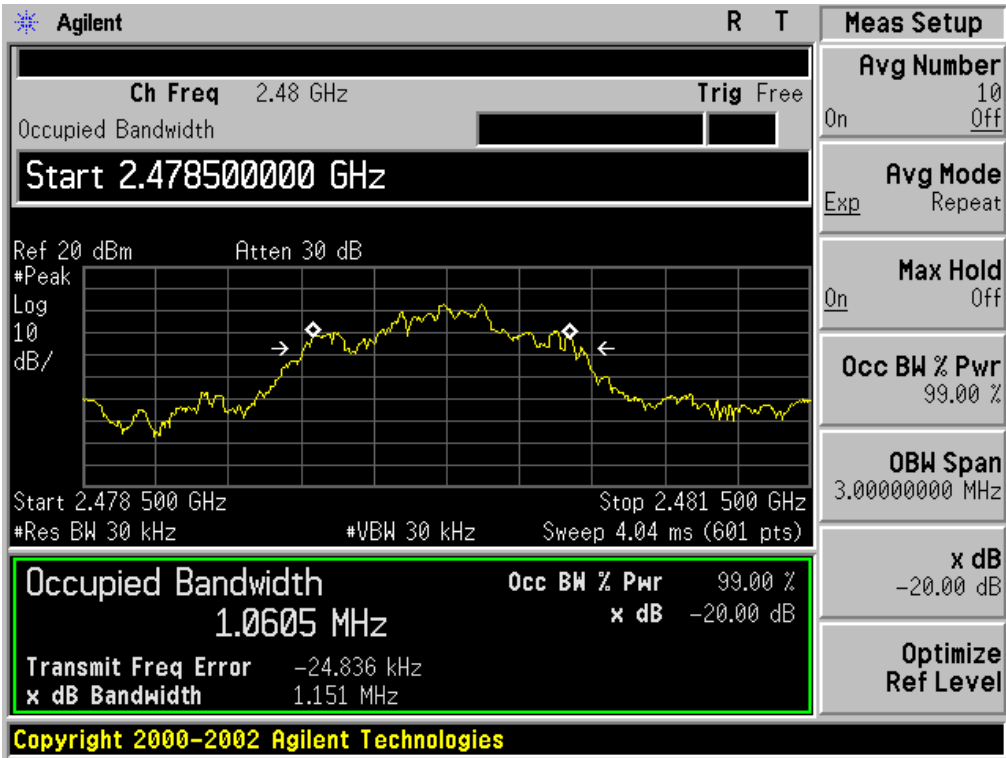 Agilent R T
Ch Freq 2.48 GHz Trig Free
Occupied Bandwidth
Start 2.478500000 GHz
Ref 20 dBm Atten 30 dB
#Peak
Log
10
dB/
Start 2.478 500 GHz Stop 2.481 500 GHz
#Res BW 30 kHz #VBW 30 kHz Sweep 4.04 ms (601 pts)
Occupied Bandwidth Occ BW % Pwr 99.00 %
1.0605 MHz x dB -20.00 dB
Transmit Freq Error -24.836 kHz
x dB Bandwidth 1.151 MHz
Copyright 2000-2002 Agilent Technologies
Meas Setup
Avg Number
10
On Off
Avg Mode
Exp Repeat
Max Hold
On Off
Occ BW % Pwr
99.00 %
OBW Span
3.00000000 MHz
x dB
-20.00 dB
Optimize
Ref Level